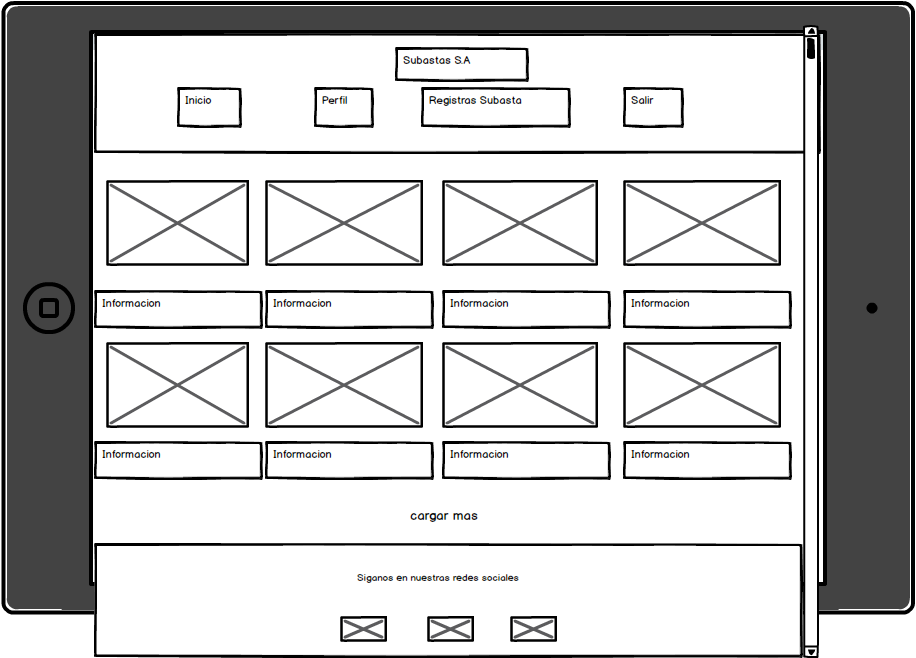 Subastas S.A
Inicio
Perfil
Registras Subasta
Salir
Informacion
Informacion
Informacion
Informacion
Informacion
Informacion
Informacion
Informacion
cargar mas
Siganos en nuestras redes sociales